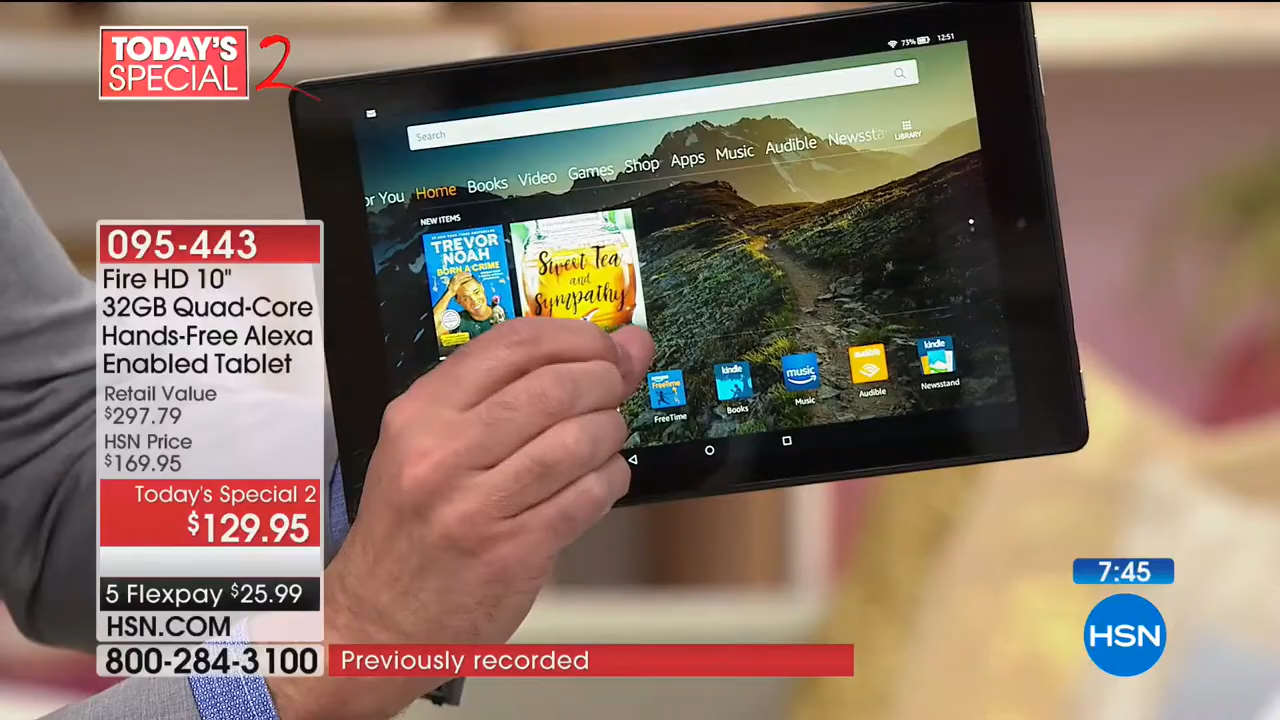 TODAY'S
SPECIAL 2
095-443
Fire HD 10"
32GB Quad-Core
Hands-Free Alexa
Enabled Tablet
Retail Value
$297.79
HSN Price
$169.95
Today's Special 2
$129.95
5 Flexpay $25.99
HSN.COM
800-284-3100
Previously recorded
7:45
HSN
73% 12:51
Search
or You Home Books Video Games Shop Apps Music Audible Newssta
LIBRARY
NEW ITEMS
TREVOR
NOAH
BORN A CRIME
Sweet Tea
and
Sympathy
amazon
FreeTime
kindle
music
audible
kindle
FreeTime
Books
Music
Audible
Newsstand